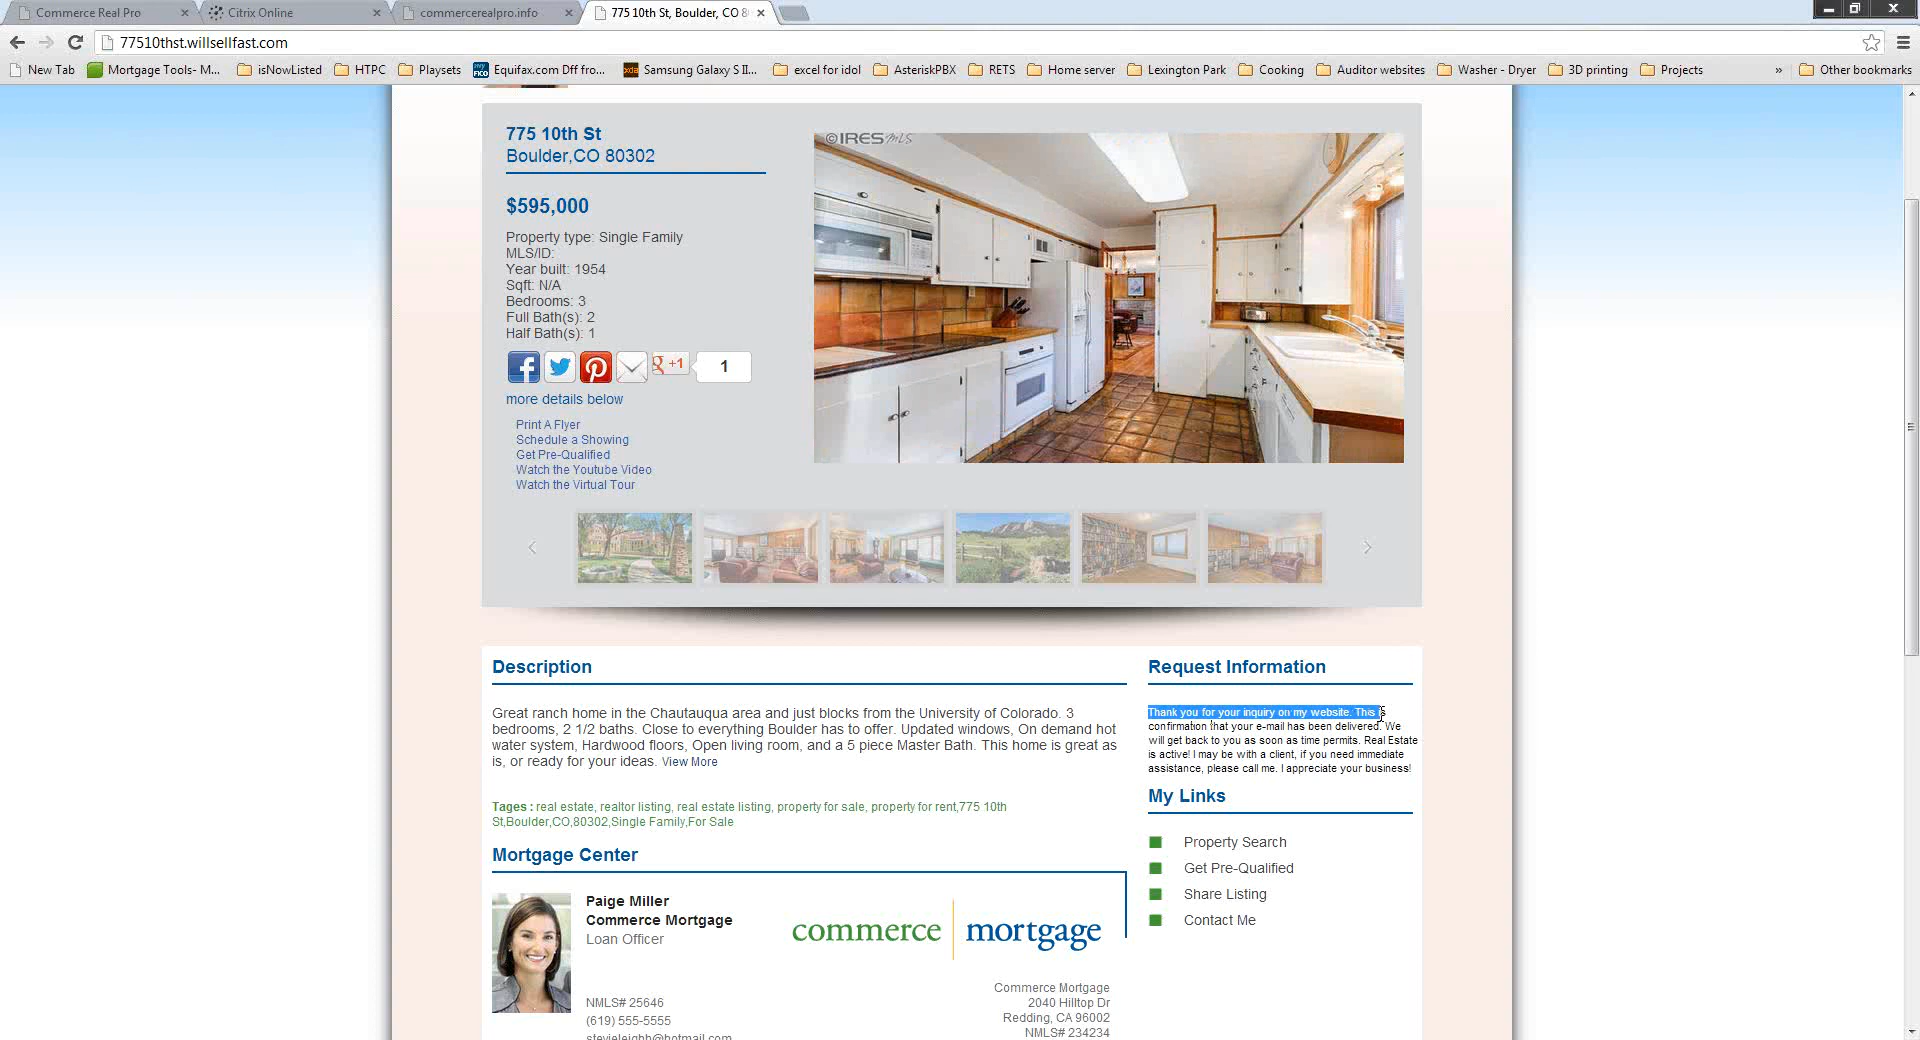 Commerce Real Pro
Citrix Online
commercerealpro.info
775 10th St, Boulder, CO 8
77510thst.willsellfast.com
New Tab
Mortgage Tools- M...
isNowListed
HTPC
Playsets
my FICO
Equifax.com Dff fro...
xda
Samsung Galaxy S II...
excel for idol
AsteriskPBX
RETS
Home server
Lexington Park
Cooking
Auditor websites
Washer - Dryer
3D printing
Projects
»
Other bookmarks
775 10th St
Boulder,CO 80302
$595,000
Property type: Single Family
MLS/ID:
Year built: 1954
Sqft: N/A
Bedrooms: 3
Full Bath(s): 2
Half Bath(s): 1
g +1
1
more details below
Print A Flyer
Schedule a Showing
Get Pre-Qualified
Watch the Youtube Video
Watch the Virtual Tour
©IRES MLS
Description
Great ranch home in the Chautauqua area and just blocks from the University of Colorado. 3
bedrooms, 2 1/2 baths. Close to everything Boulder has to offer. Updated windows, On demand hot
water system, Hardwood floors, Open living room, and a 5 piece Master Bath. This home is great as
is, or ready for your ideas. View More
Tages : real estate, realtor listing, real estate listing, property for sale, property for rent,775 10th
St,Boulder,CO,80302,Single Family,For Sale
Mortgage Center
Paige Miller
Commerce Mortgage
Loan Officer
NMLS# 25646
(619) 555-5555
stevieleighh@hotmail.com
commerce mortgage
Commerce Mortgage
2040 Hilltop Dr
Redding, CA 96002
NMLS# 234234
Request Information
Thank you for your inquiry on my website. This is
confirmation that your e-mail has been delivered. We
will get back to you as soon as time permits. Real Estate
is active! I may be with a client, if you need immediate
assistance, please call me. I appreciate your business!
My Links
Property Search
Get Pre-Qualified
Share Listing
Contact Me